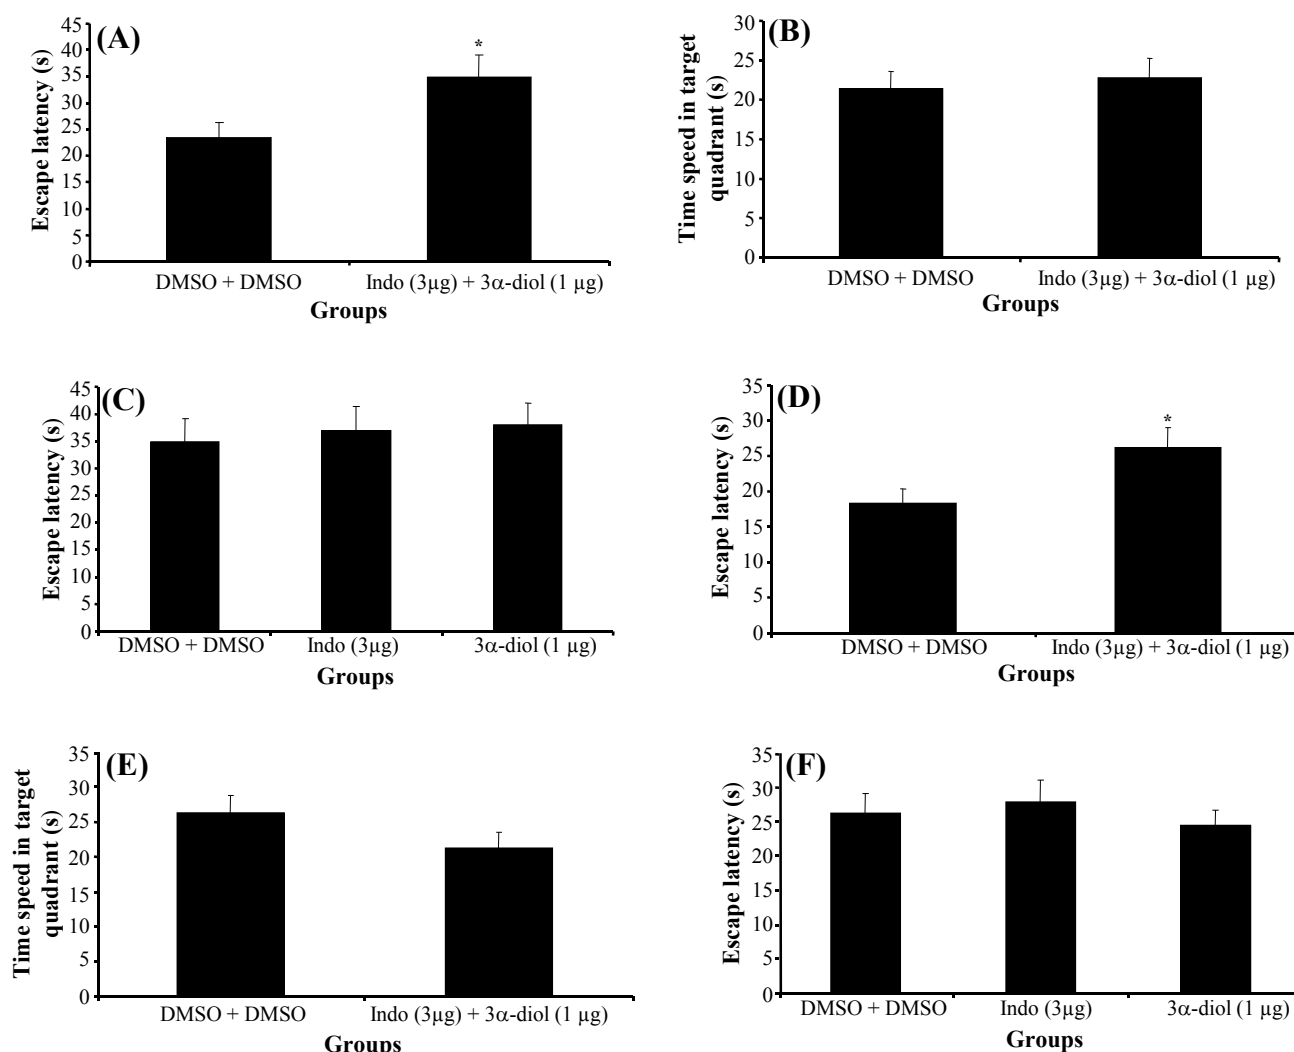 (A)
Escape latency (s)
45
40
35
30
25
20
15
10
5
0
*
DMSO + DMSO
Indo (3µg) + 3α-diol (1 µg)
Groups
(B)
Time speed in target
quadrant (s)
30
25
20
15
10
5
0
DMSO + DMSO
Indo (3µg) + 3α-diol (1 µg)
Groups
(C)
Escape latency (s)
45
40
35
30
25
20
15
10
5
0
DMSO + DMSO
Indo (3µg)
3α-diol (1 µg)
Groups
(D)
Escape latency (s)
35
30
25
20
15
10
5
0
*
DMSO + DMSO
Indo (3µg) + 3α-diol (1 µg)
Groups
(E)
Time speed in target
quadrant (s)
35
30
25
20
15
10
5
0
DMSO + DMSO
Indo (3µg) + 3α-diol (1 µg)
Groups
(F)
Escape latency (s)
35
30
25
20
15
10
5
0
DMSO + DMSO
Indo (3µg)
3α-diol (1 µg)
Groups